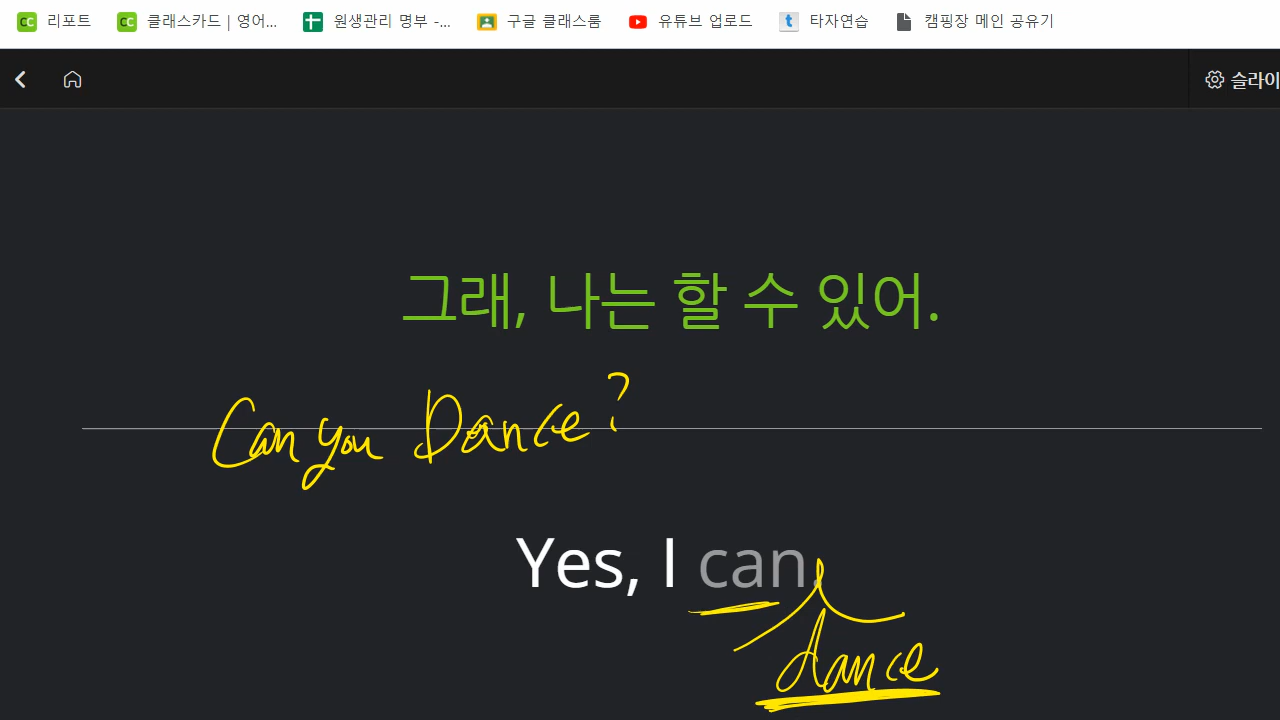 리포트 클래스카드 | 영어... 원생관리 명부 -... 구글 클래스룸 유튜브 업로드 타자연습 캠핑장 메인 공유기
슬라이
그래, 나는 할 수 있어.
Can you Dance?
Yes, I can.
dance